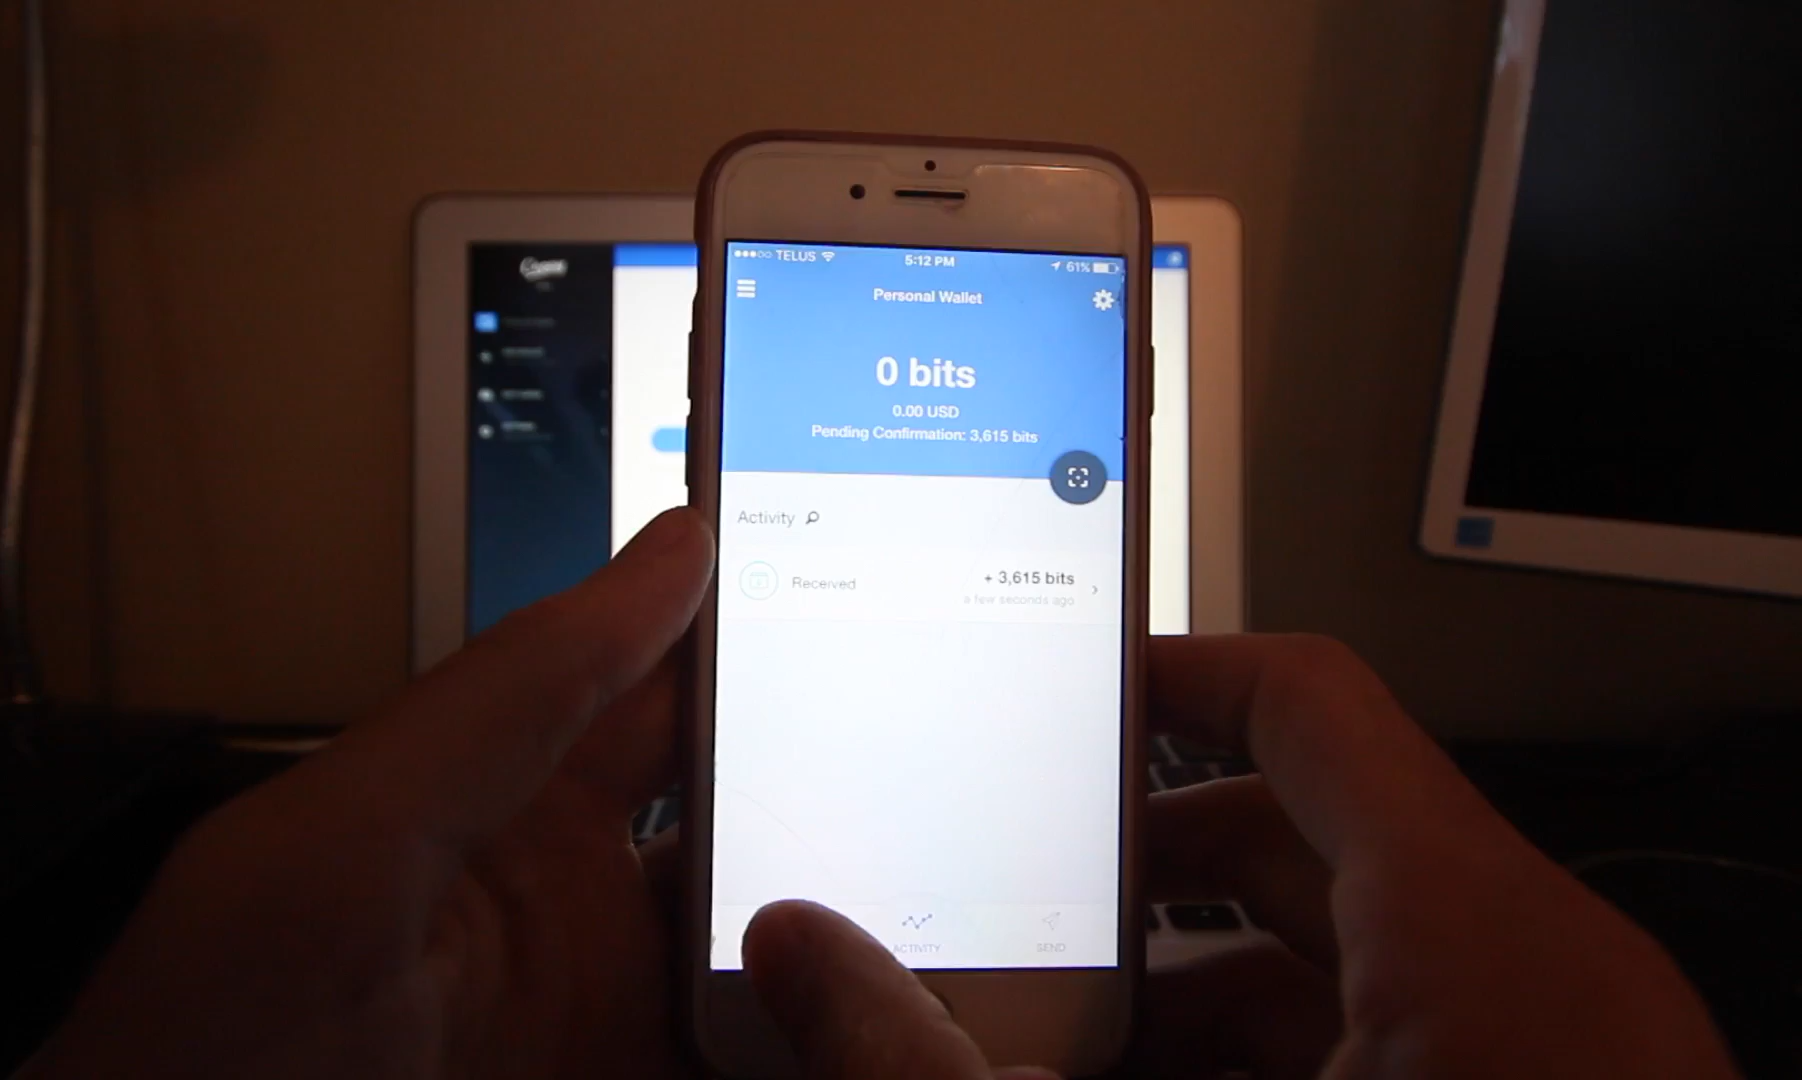 TELUS 5:12 PM 61%
Personal Wallet
0 bits
0.00 USD
Pending Confirmation: 3,615 bits
Activity
Received + 3,615 bits
a few seconds ago
ACTIVITY SEND